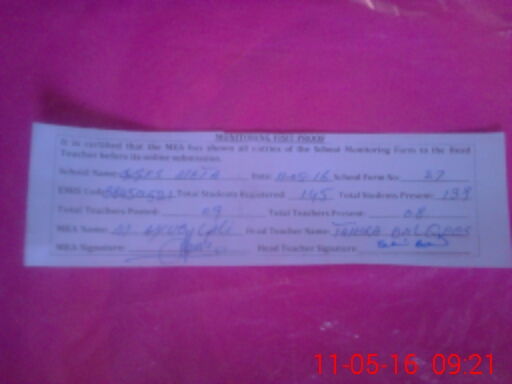 MONITORING VISIT PROOF
It is certified that the MEA has shown all entries of the School Monitoring Form to the Head
Teacher before its online submission.
School Name: Date: 11-05-16 School Form No: 27
EMIS Code: Total Students Registered: 145 Total Students Present: 139
Total Teachers Posted: 09 Total Teachers Present: 08
MEA Name: Head Teacher Name: TAHIRA
MEA Signature: Head Teacher Signature:
11-05-16 09:21